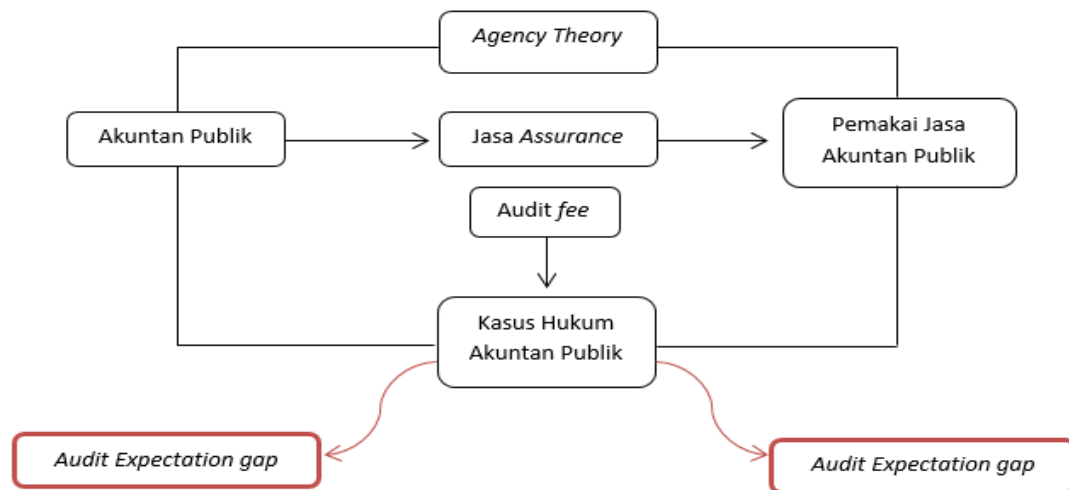 Agency Theory
Akuntan Publik
Jasa Assurance
Pemakai Jasa
Akuntan Publik
Audit fee
Kasus Hukum
Akuntan Publik
Audit Expectation gap
Audit Expectation gap